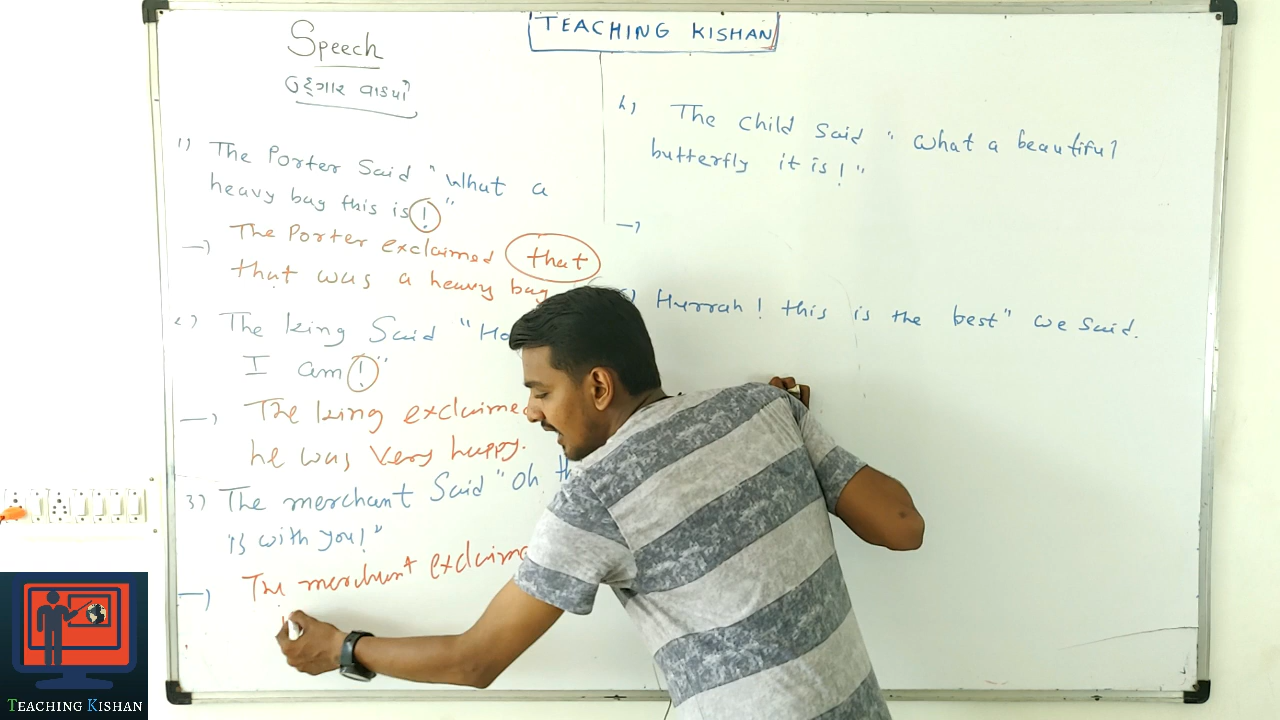 TEACHING KISHAN
Speech
ઉદ્દગાર વાક્યો
1) The Porter Said "What a
heavy bag this is!"
→ The Porter exclaimed that
that was a heavy bag
2) The king Said "Ho
I am!"
→ The king exclaimed
he was very happy.
3) The merchant Said "Oh th
is with you!"
→ The merchant exclaime
4) The child Said "What a beautiful
butterfly it is!"
→
5) Hurrah! this is the best" we said.
TEACHING KISHAN